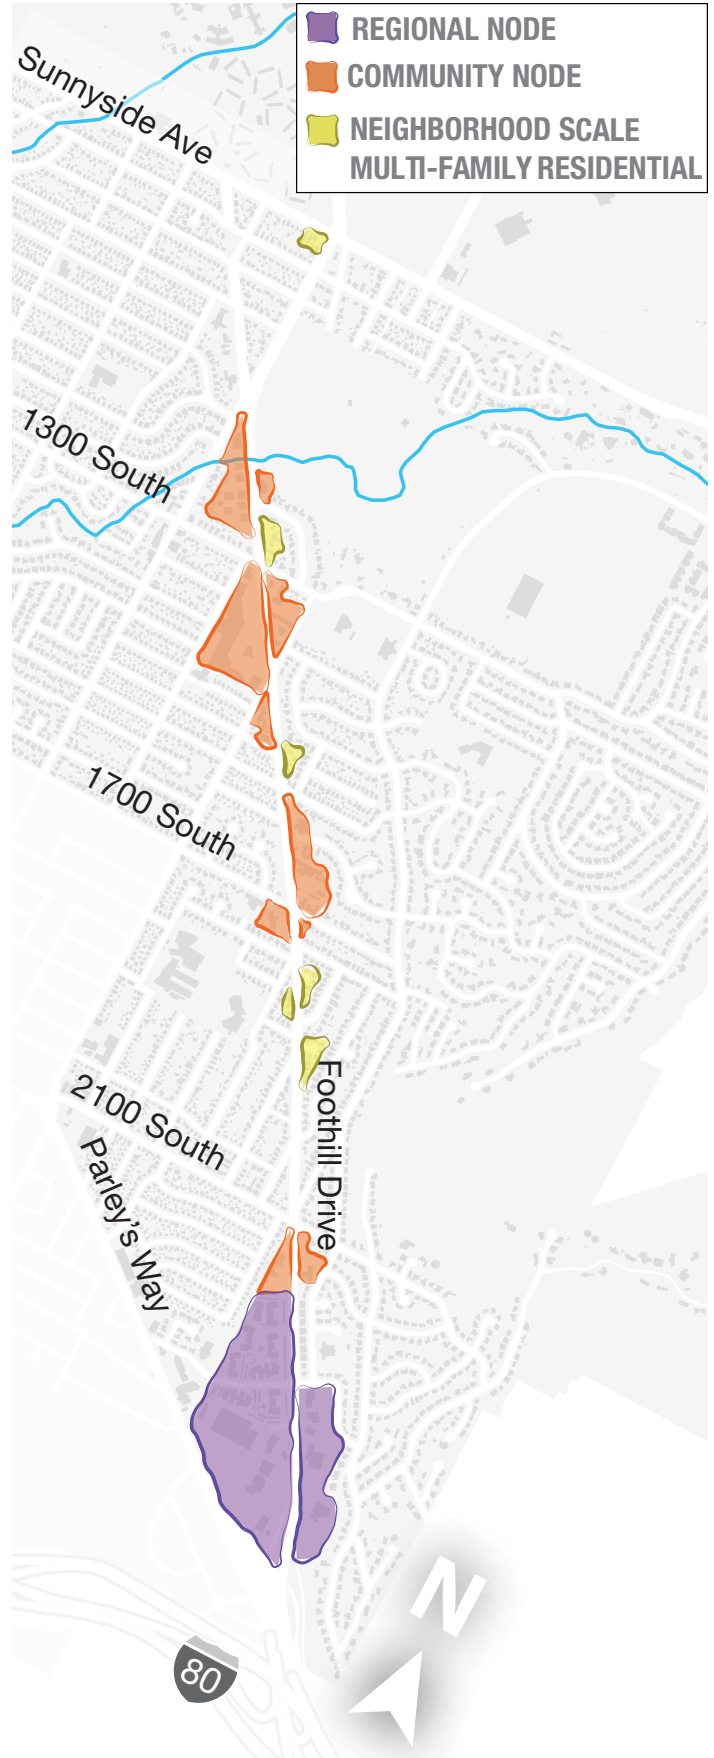 REGIONAL NODE
COMMUNITY NODE
NEIGHBORHOOD SCALE
MULTI-FAMILY RESIDENTIAL
Sunnyside Ave
1300 South
1700 South
2100 South
Foothill Drive
Parley's Way
N
80